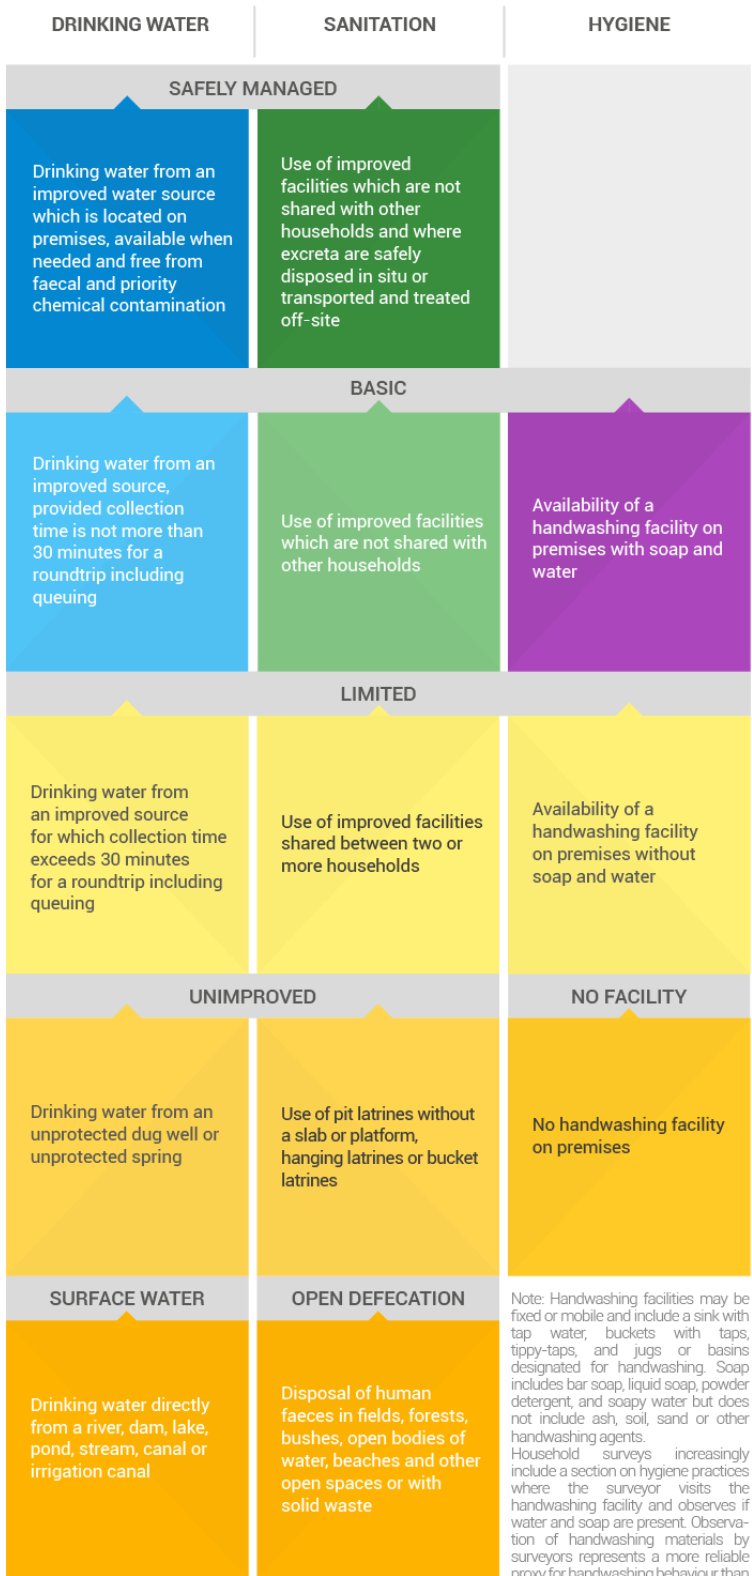 DRINKING WATER
SANITATION
HYGIENE
SAFELY MANAGED
Drinking water from an
improved water source
which is located on
premises, available when
needed and free from
faecal and priority
chemical contamination
Use of improved
facilities which are not
shared with other
households and where
excreta are safely
disposed in situ or
transported and treated
off-site
BASIC
Drinking water from an
improved source,
provided collection
time is not more than
30 minutes for a
roundtrip including
queuing
Use of improved facilities
which are not shared with
other households
Availability of a
handwashing facility on
premises with soap and
water
LIMITED
Drinking water from
an improved source
for which collection time
exceeds 30 minutes
for a roundtrip including
queuing
Use of improved facilities
shared between two or
more households
Availability of a
handwashing facility
on premises without
soap and water
UNIMPROVED
NO FACILITY
Drinking water from an
unprotected dug well or
unprotected spring
Use of pit latrines without
a slab or platform,
hanging latrines or bucket
latrines
No handwashing facility
on premises
SURFACE WATER
OPEN DEFECATION
Drinking water directly
from a river, dam, lake,
pond, stream, canal or
irrigation canal
Disposal of human
faeces in fields, forests,
bushes, open bodies of
water, beaches and other
open spaces or with
solid waste
Note: Handwashing facilities may be
fixed or mobile and include a sink with
tap water, buckets with taps,
tippy-taps, and jugs or basins
designated for handwashing. Soap
includes bar soap, liquid soap, powder
detergent, and soapy water but does
not include ash, soil, sand or other
handwashing agents.
Household surveys increasingly
include a section on hygiene practices
where the surveyor visits the
handwashing facility and observes if
water and soap are present. Observa-
tion of handwashing materials by
surveyors represents a more reliable
proxy for handwashing behaviour than